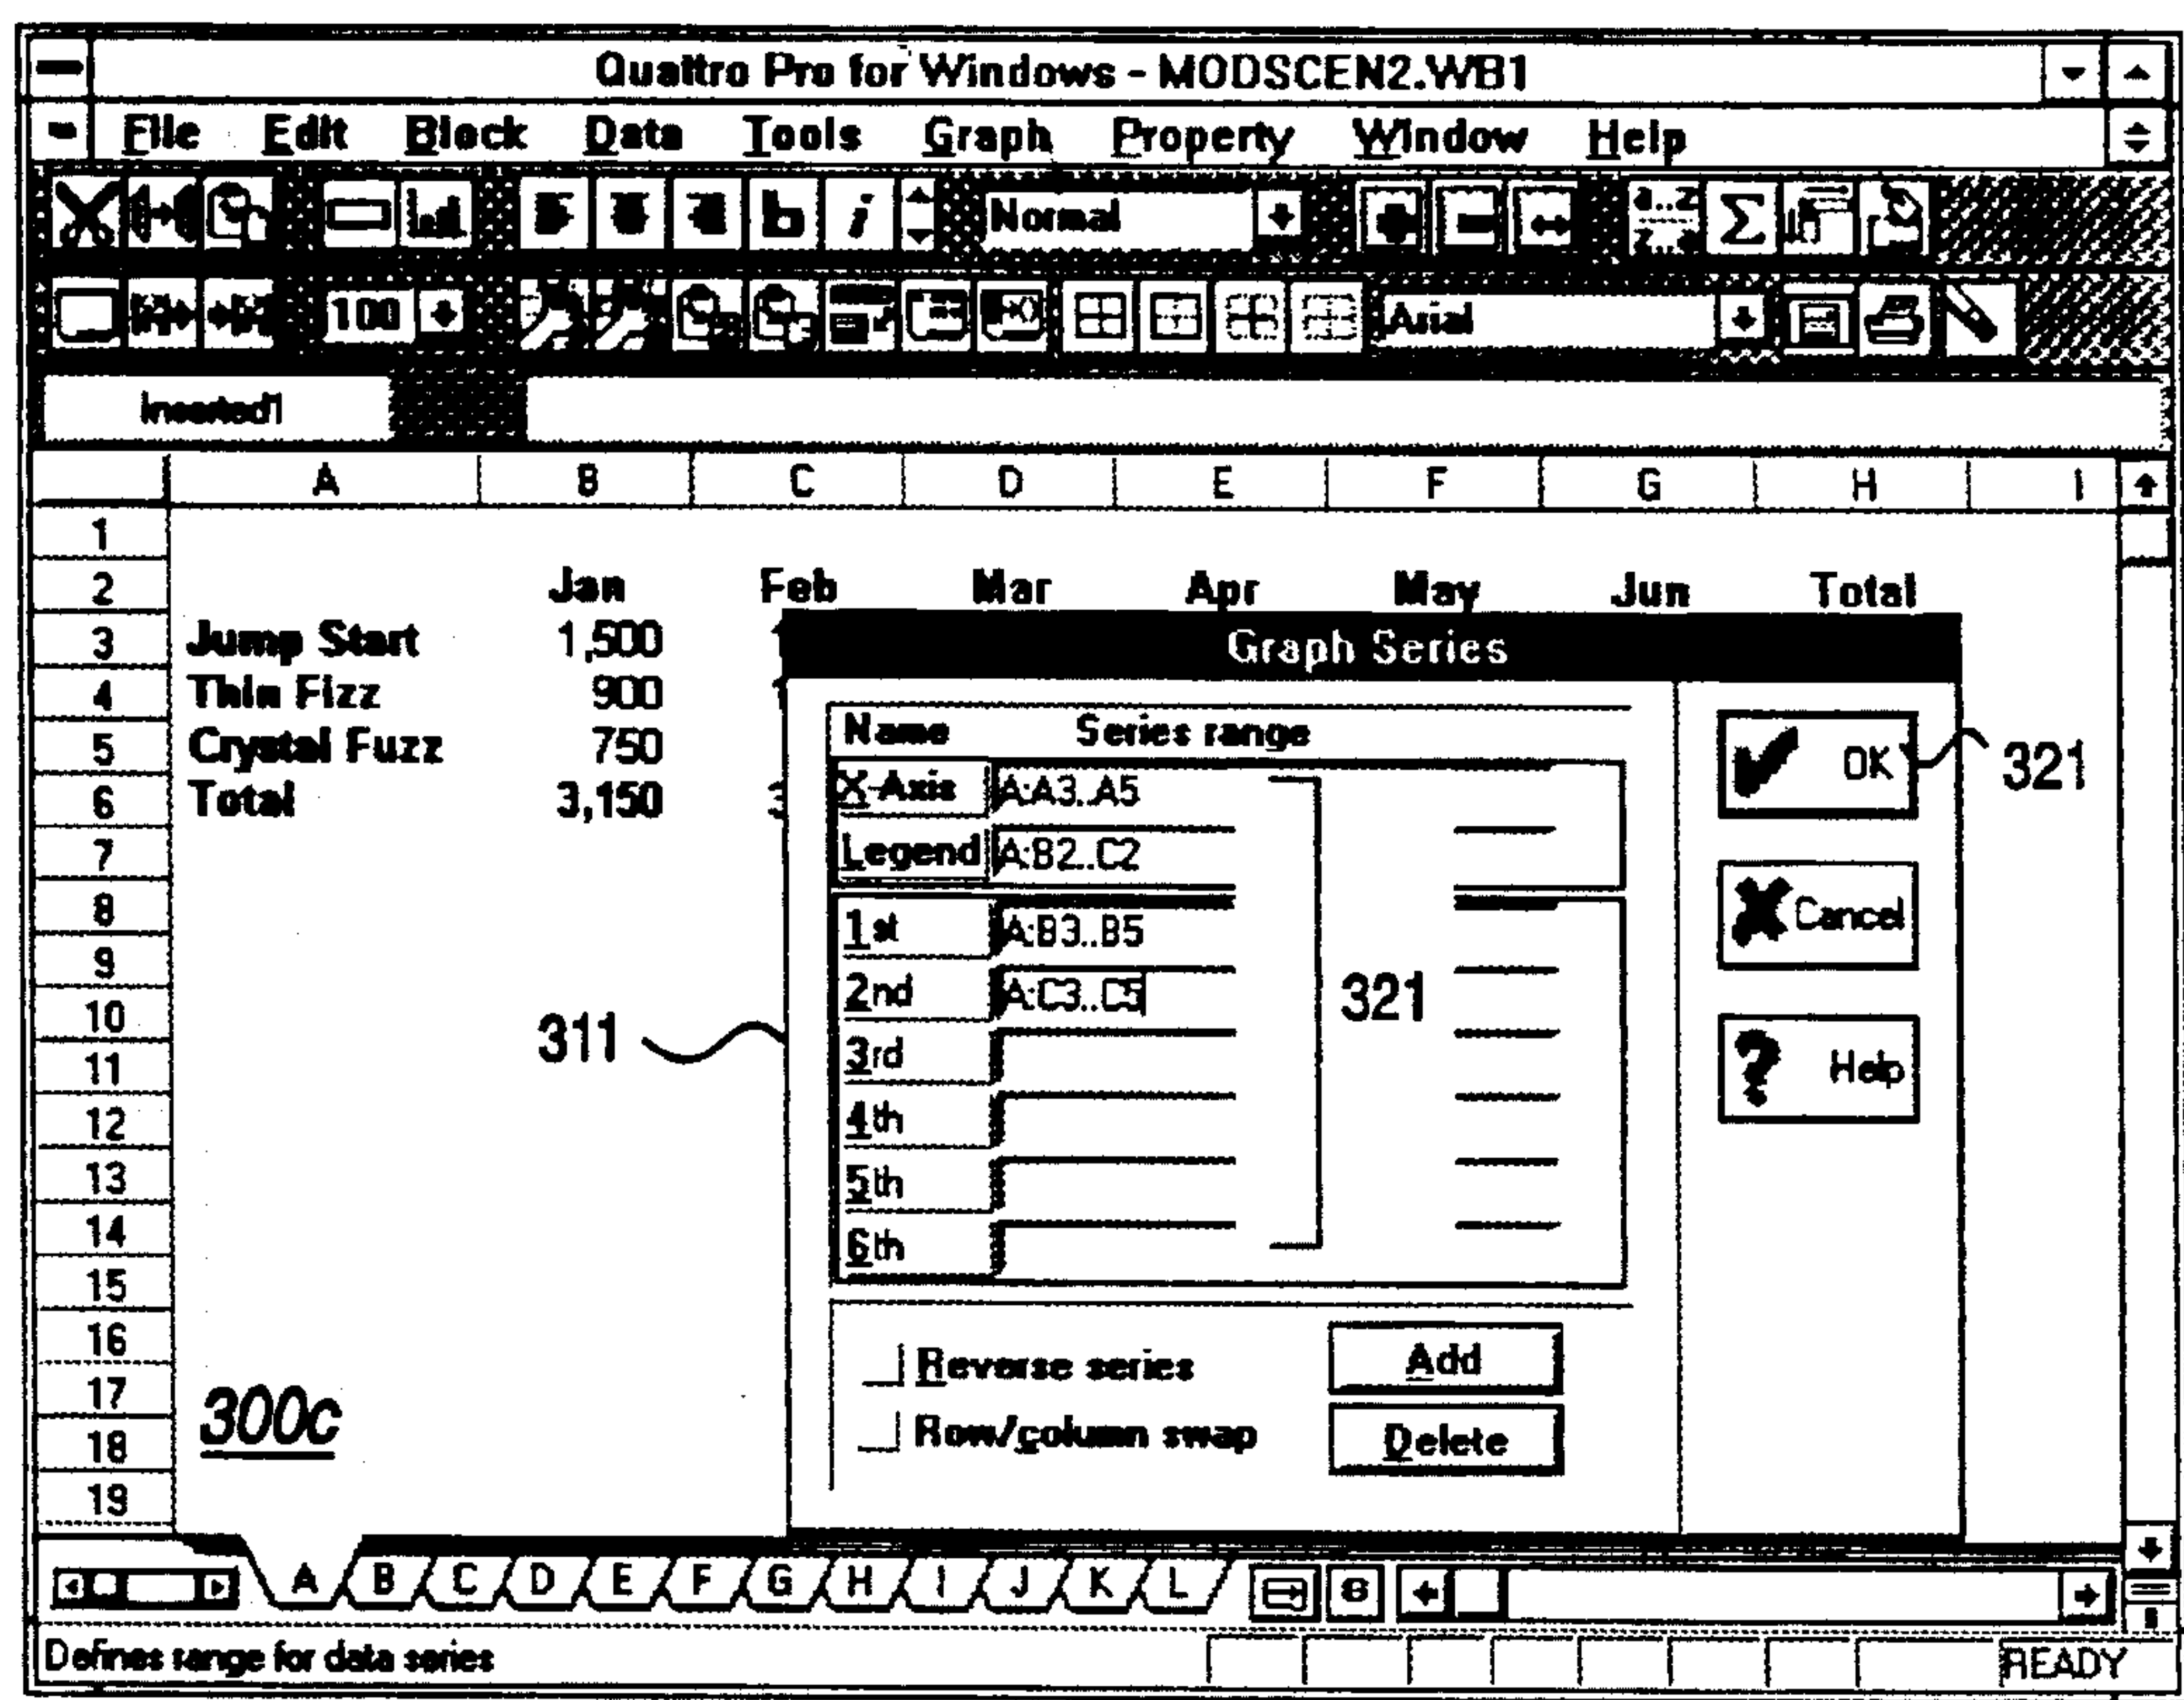 Quattro Pro for Windows - MODSCEN2.WB1
File Edit Block Data Tools Graph Property Window Help
b i Normal a..z z..a Σ
100 Arial
Inserted1
A B C D E F G H I
1
2 Jan Feb Mar Apr May Jun Total
3 Jump Start 1,500 1
4 Thin Fizz 900 1
5 Crystal Fuzz 750
6 Total 3,150 3
7
8
9
10
11
12
13
14
15
16
17
18
19
Graph Series
Name Series range
X-Axis A:A3..A5
Legend A:B2..C2
1st A:B3..B5
2nd A:C3..C5
3rd
4th
5th
6th
321
Reverse series Add
Row/column swap Delete
OK 321
Cancel
Help
311
300c
A B C D E F G H I J K L
Defines range for data series READY